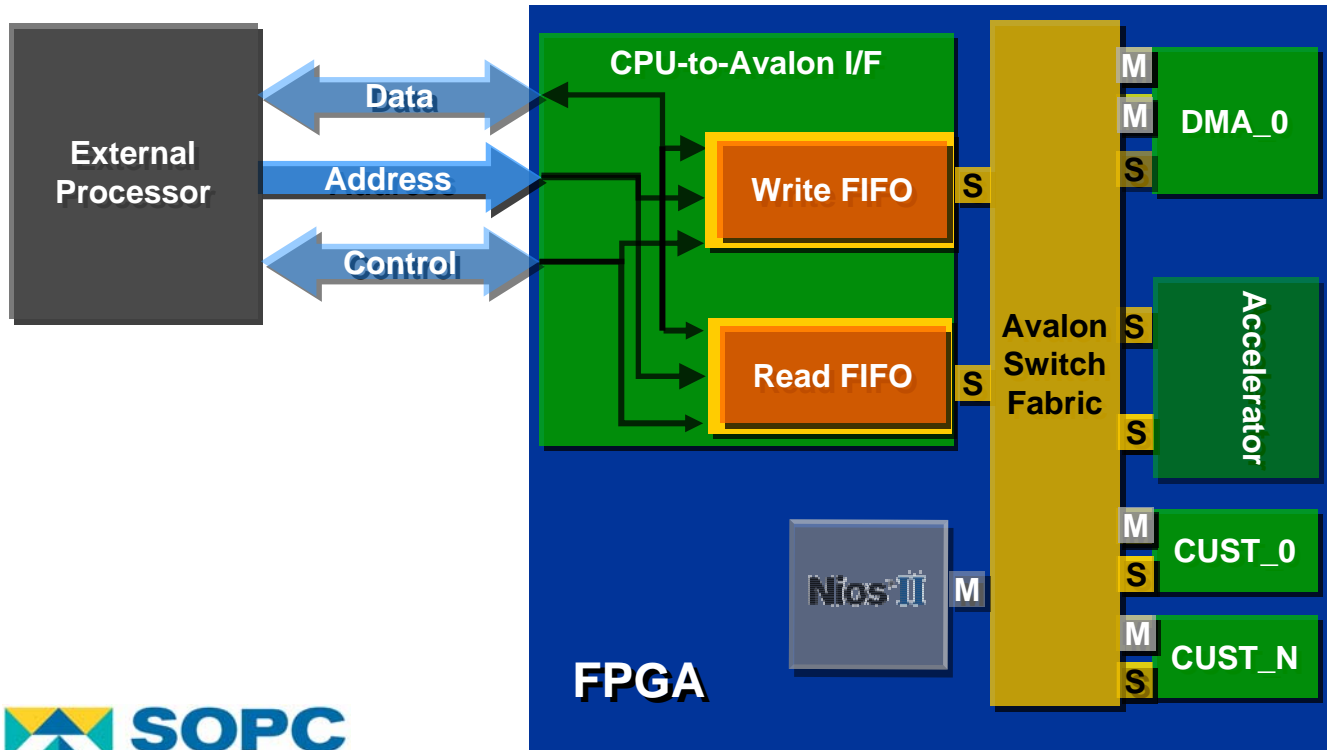 External
Processor
Data
Address
Control
CPU-to-Avalon I/F
Write FIFO
S
Read FIFO
S
Avalon
Switch
Fabric
M
M
S
DMA_0
S
S
Accelerator
M
S
CUST_0
M
S
CUST_N
Nios II
M
FPGA
SOPC